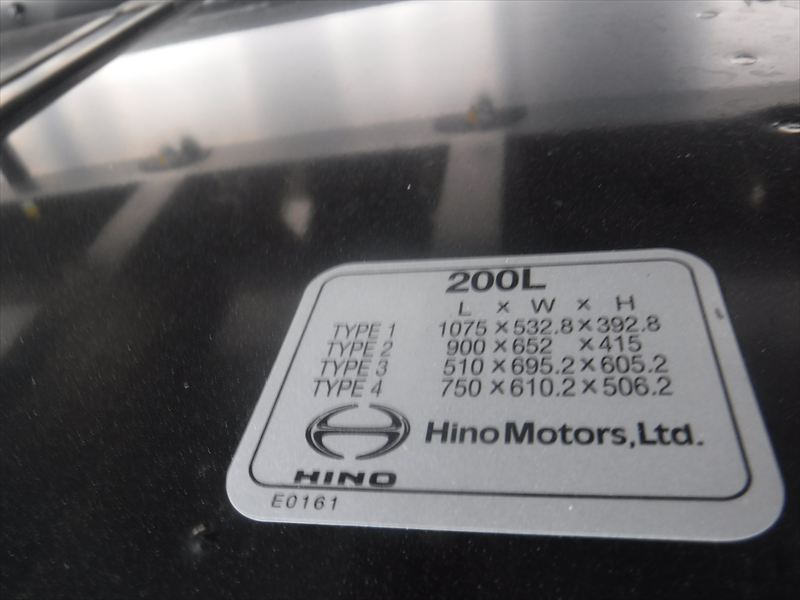 200L
L × W × H
TYPE 1 1075 × 532.8 × 392.8
TYPE 2 900 × 652 × 415
TYPE 3 510 × 695.2 × 605.2
TYPE 4 750 × 610.2 × 506.2
HINO
Hino Motors, Ltd.
E0161